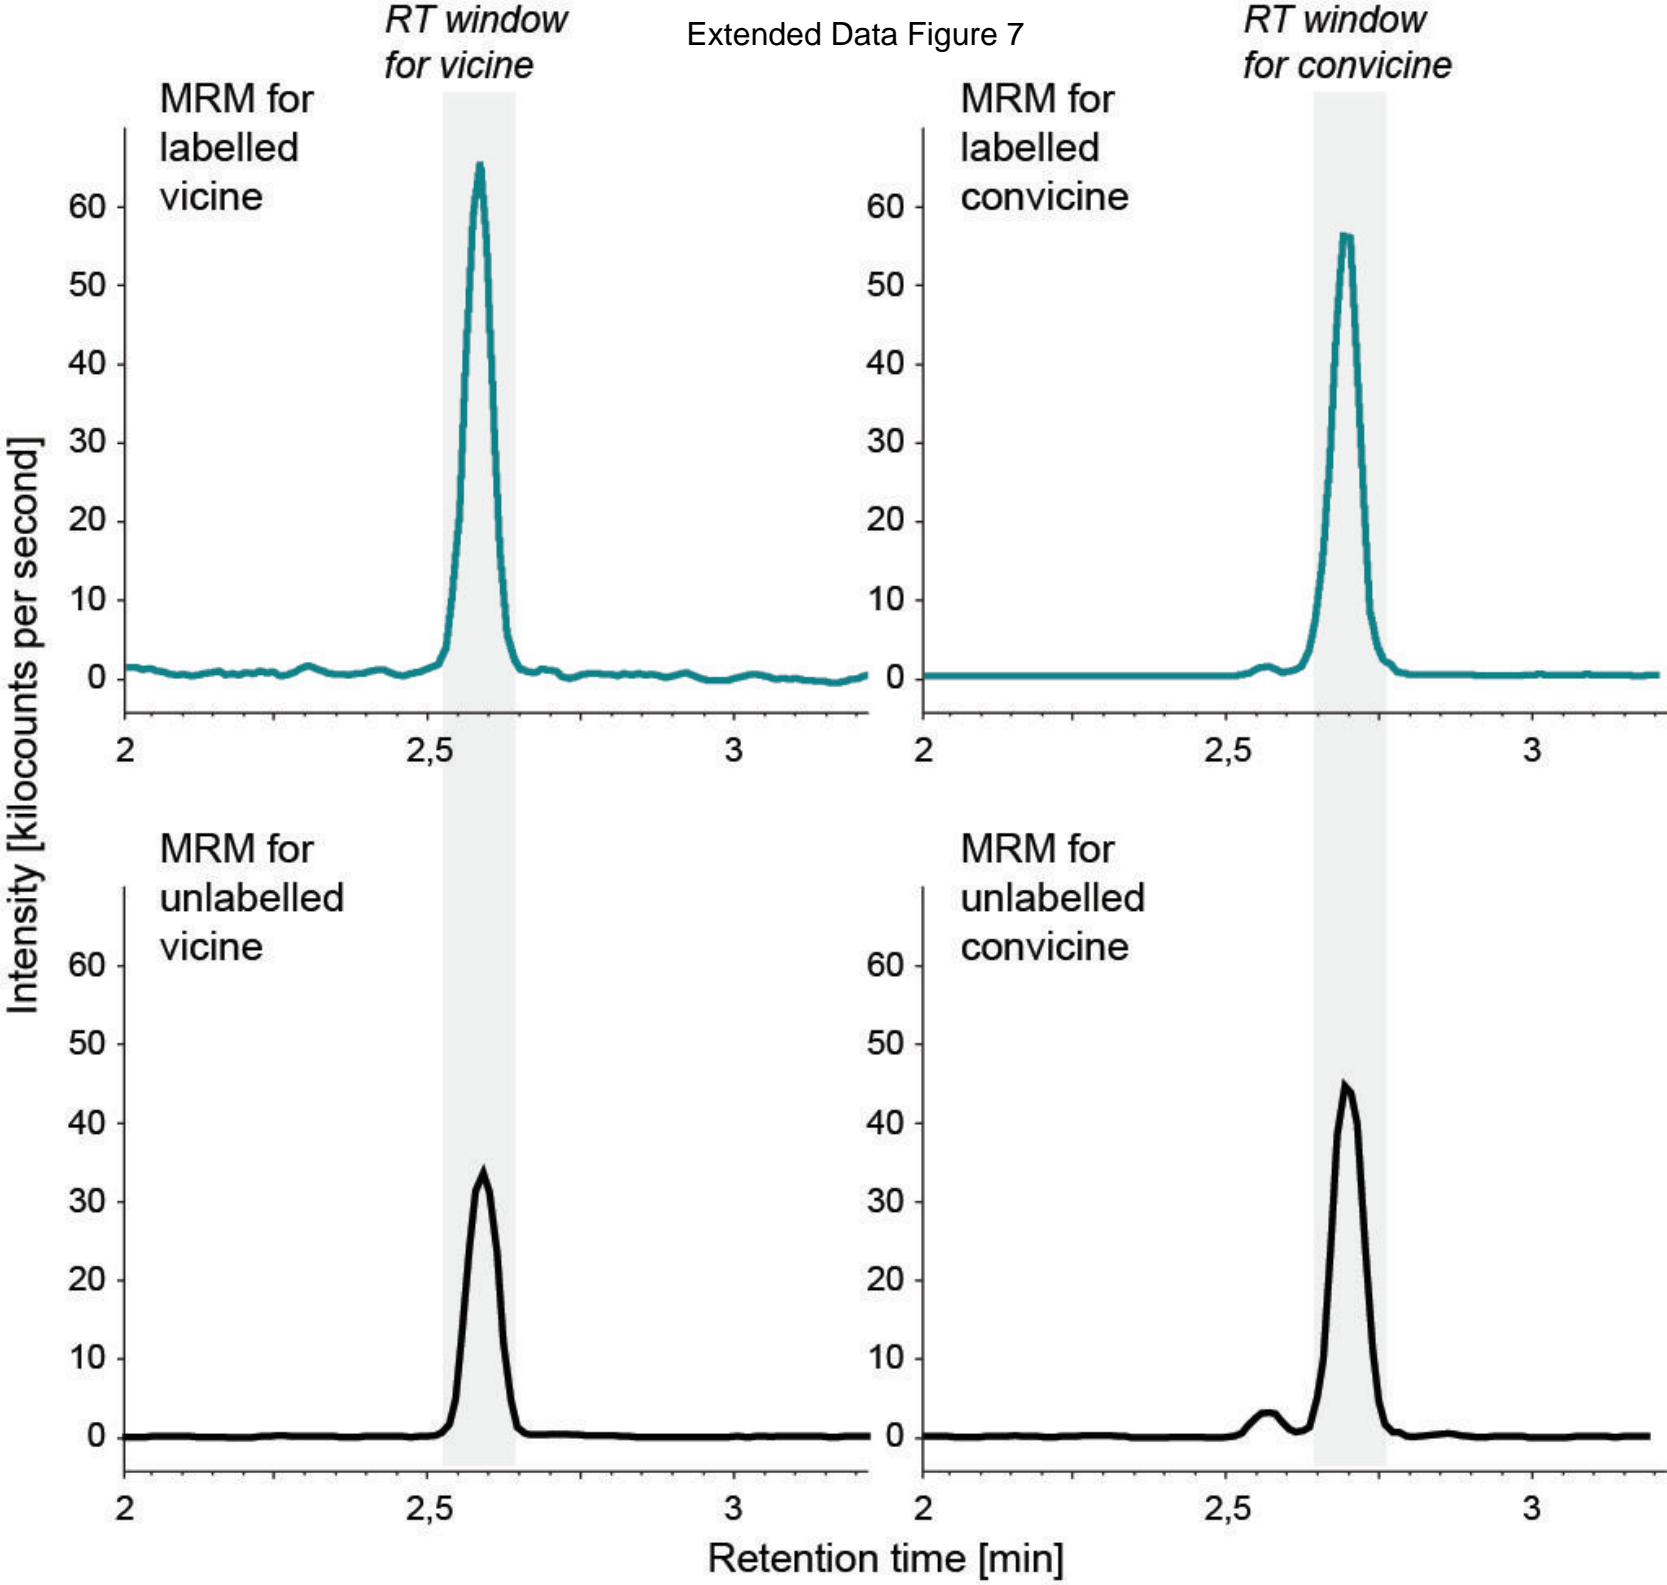 Extended Data Figure 7
RT window
for vicine
RT window
for convicine
Intensity [kilocounts per second]
MRM for
labelled
vicine
60
50
40
30
20
10
0
2 2,5 3
MRM for
labelled
convicine
60
50
40
30
20
10
0
2 2,5 3
MRM for
unlabelled
vicine
60
50
40
30
20
10
0
2 2,5 3
MRM for
unlabelled
convicine
60
50
40
30
20
10
0
2 2,5 3
Retention time [min]